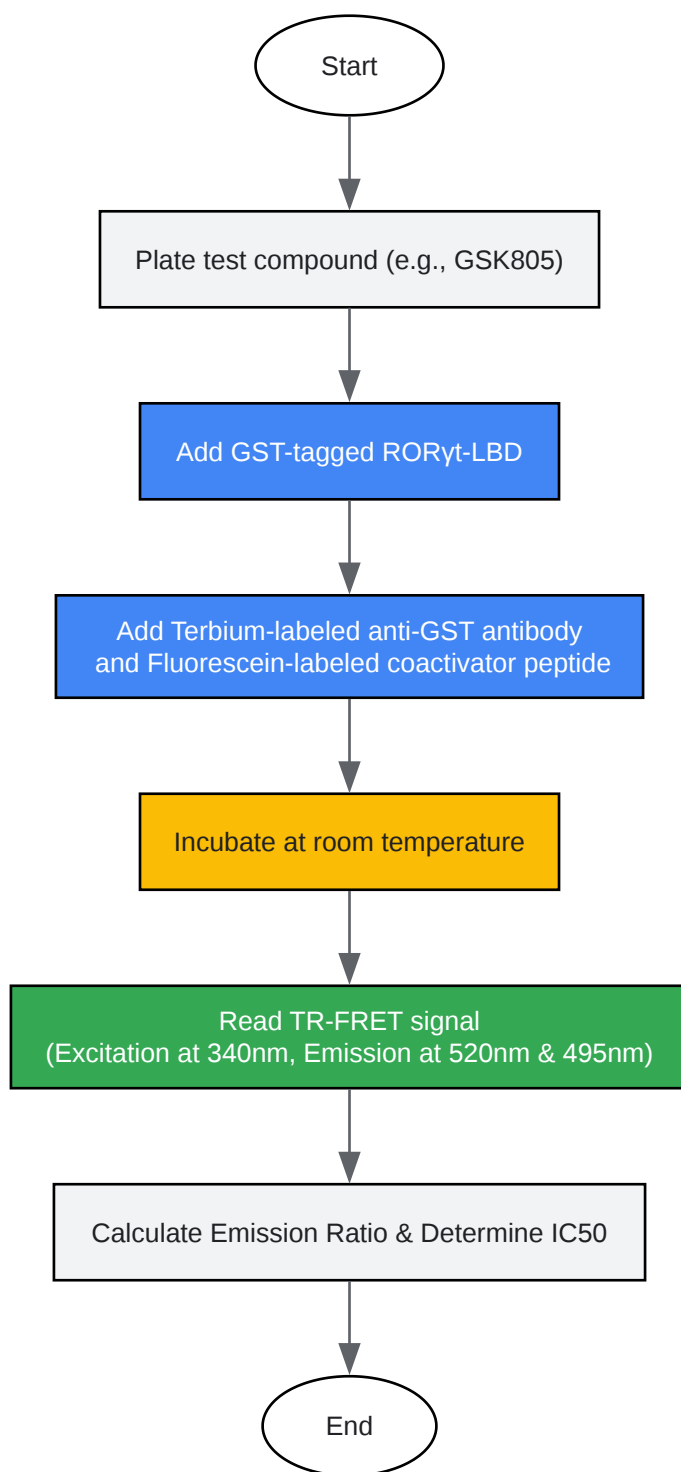 Start
Plate test compound (e.g., GSK805)
Add GST-tagged RORγt-LBD
Add Terbium-labeled anti-GST antibody
and Fluorescein-labeled coactivator peptide
Incubate at room temperature
Read TR-FRET signal
(Excitation at 340nm, Emission at 520nm & 495nm)
Calculate Emission Ratio & Determine IC50
End